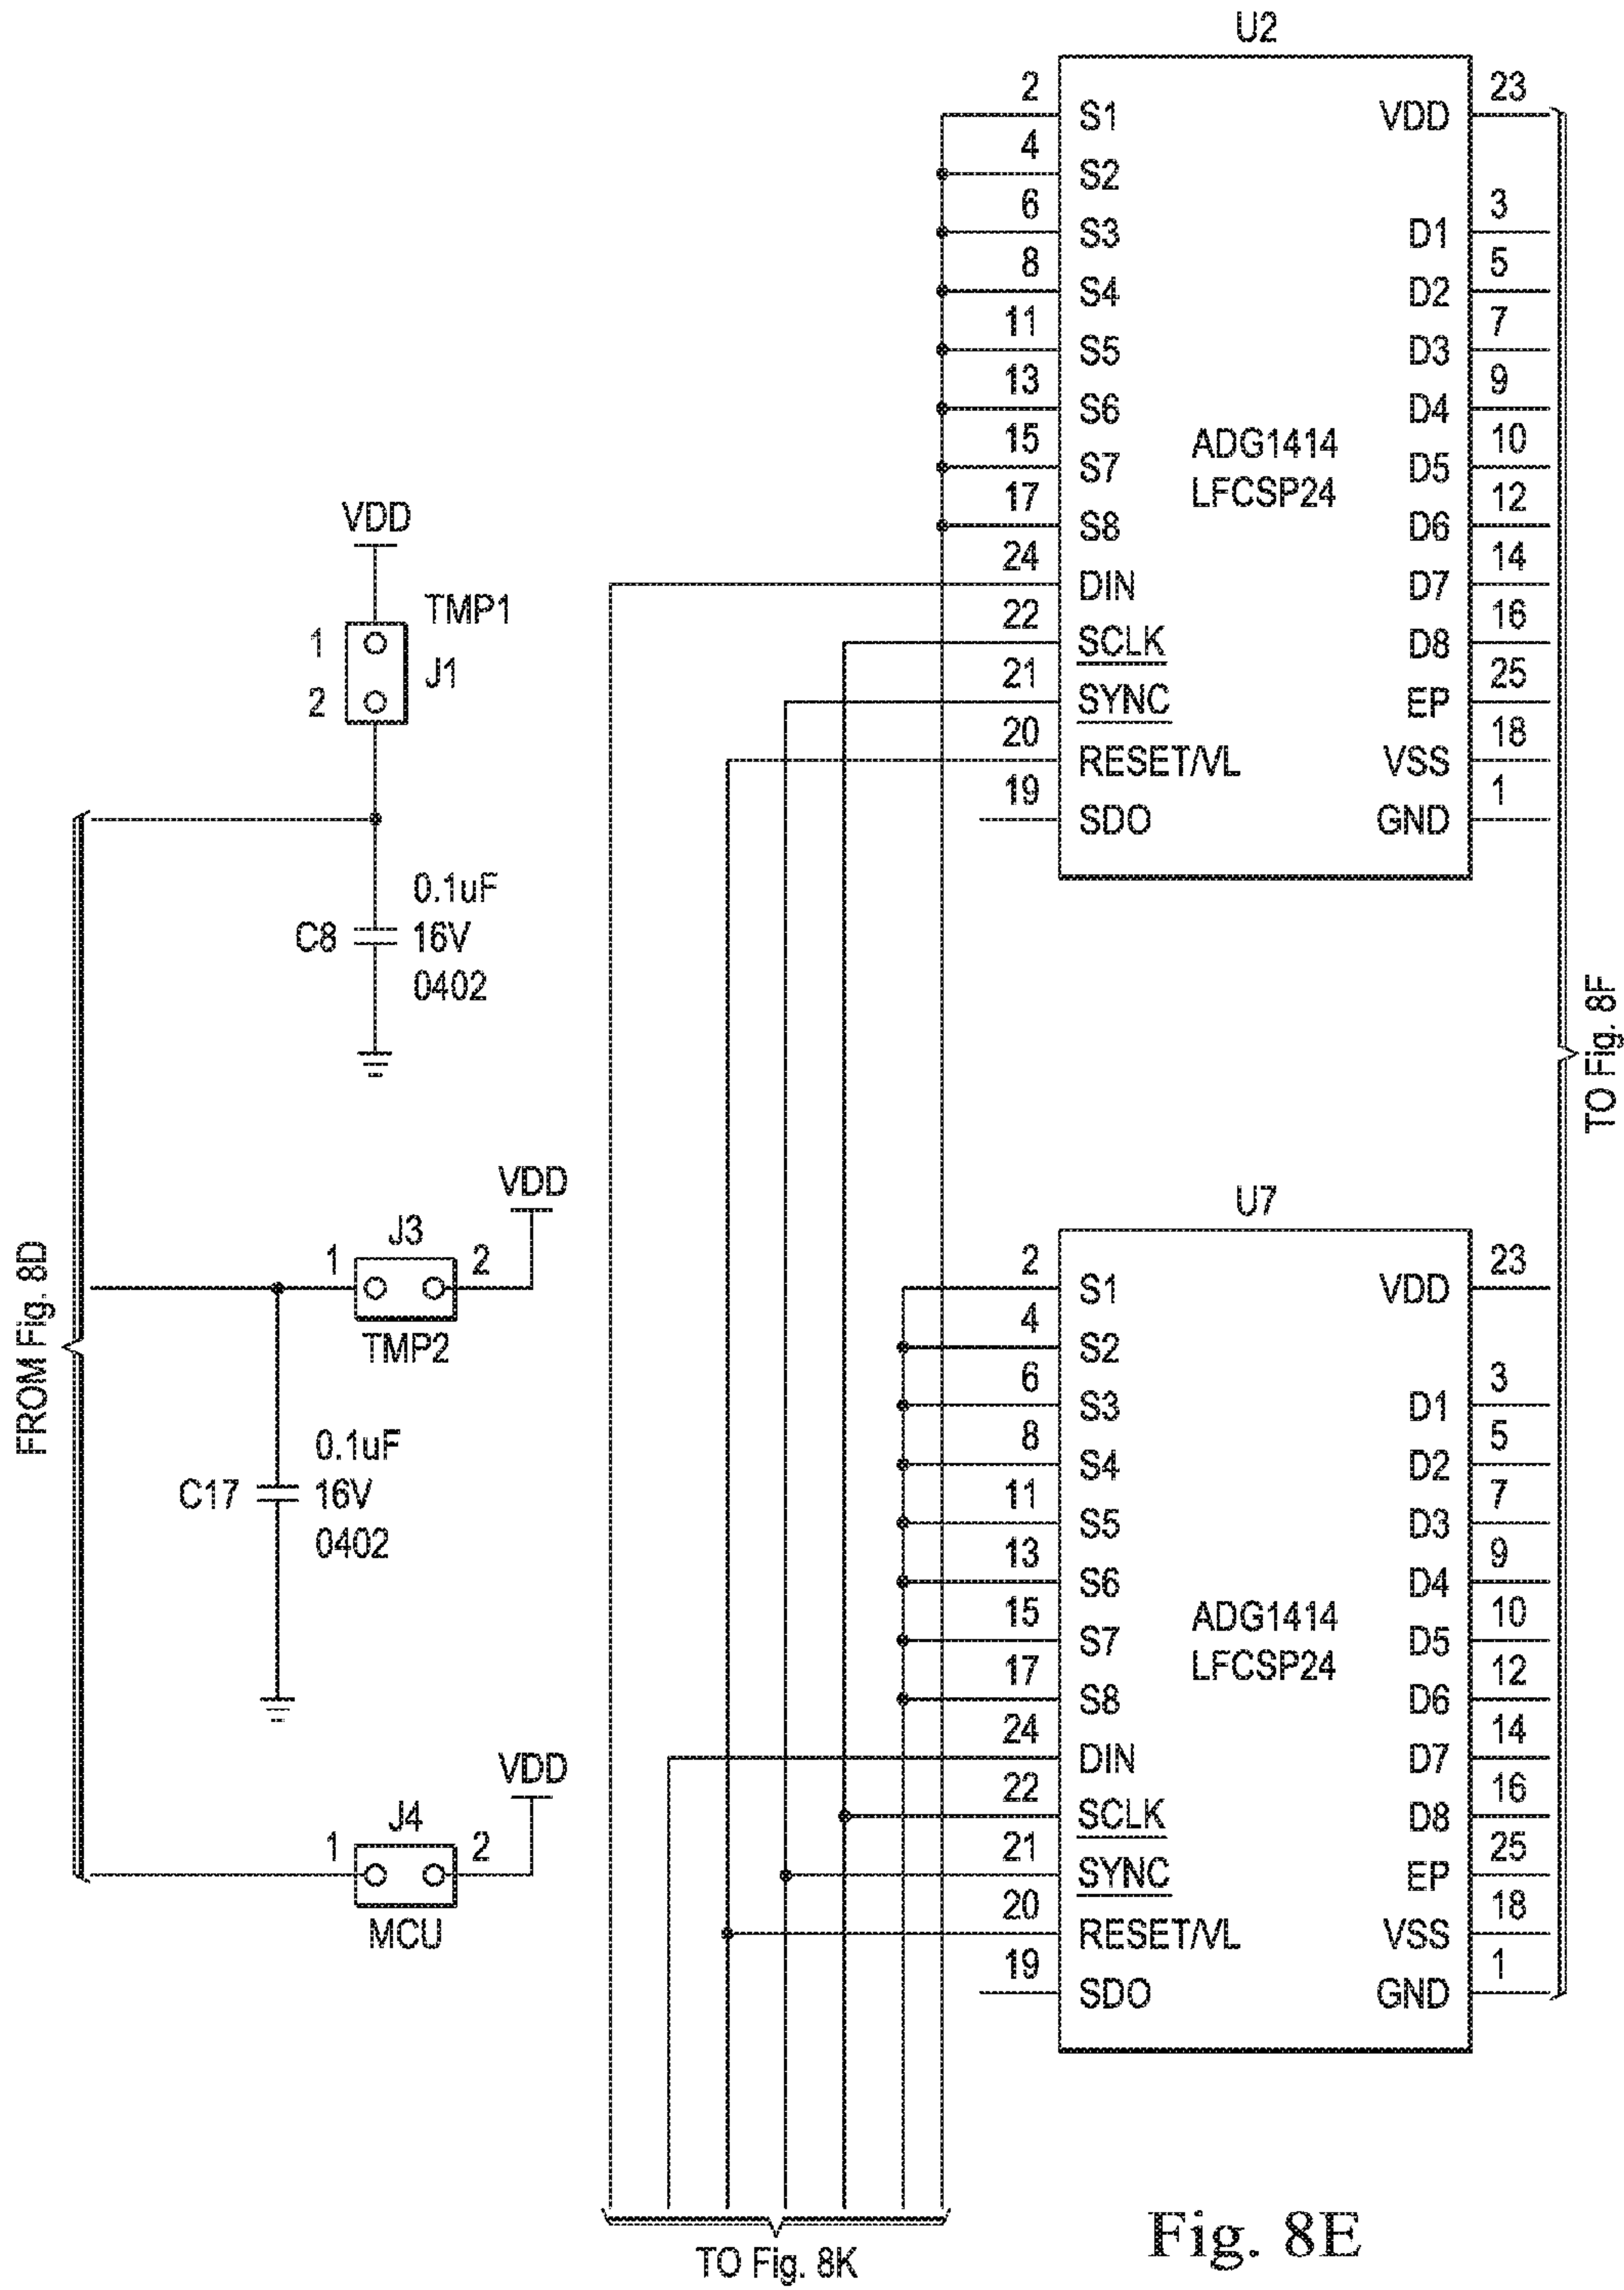 U2
2 S1 VDD 23
4 S2
6 S3 D1 3
8 S4 D2 5
11 S5 D3 7
13 S6 D4 9
15 S7 D5 10
17 S8 D6 12
24 DIN D7 14
22 SCLK D8 16
21 SYNC EP 25
20 RESET/VL VSS 18
19 SDO GND 1
ADG1414
LFCSP24
VDD
TMP1
1
J1
2
0.1uF
C8 16V
0402
TO Fig. 8F
FROM Fig. 8D
VDD
J3
1 2
TMP2
0.1uF
C17 16V
0402
VDD
J4
1 2
MCU
U7
2 S1 VDD 23
4 S2
6 S3 D1 3
8 S4 D2 5
11 S5 D3 7
13 S6 D4 9
15 S7 D5 10
17 S8 D6 12
24 DIN D7 14
22 SCLK D8 16
21 SYNC EP 25
20 RESET/VL VSS 18
19 SDO GND 1
ADG1414
LFCSP24
TO Fig. 8K
Fig. 8E